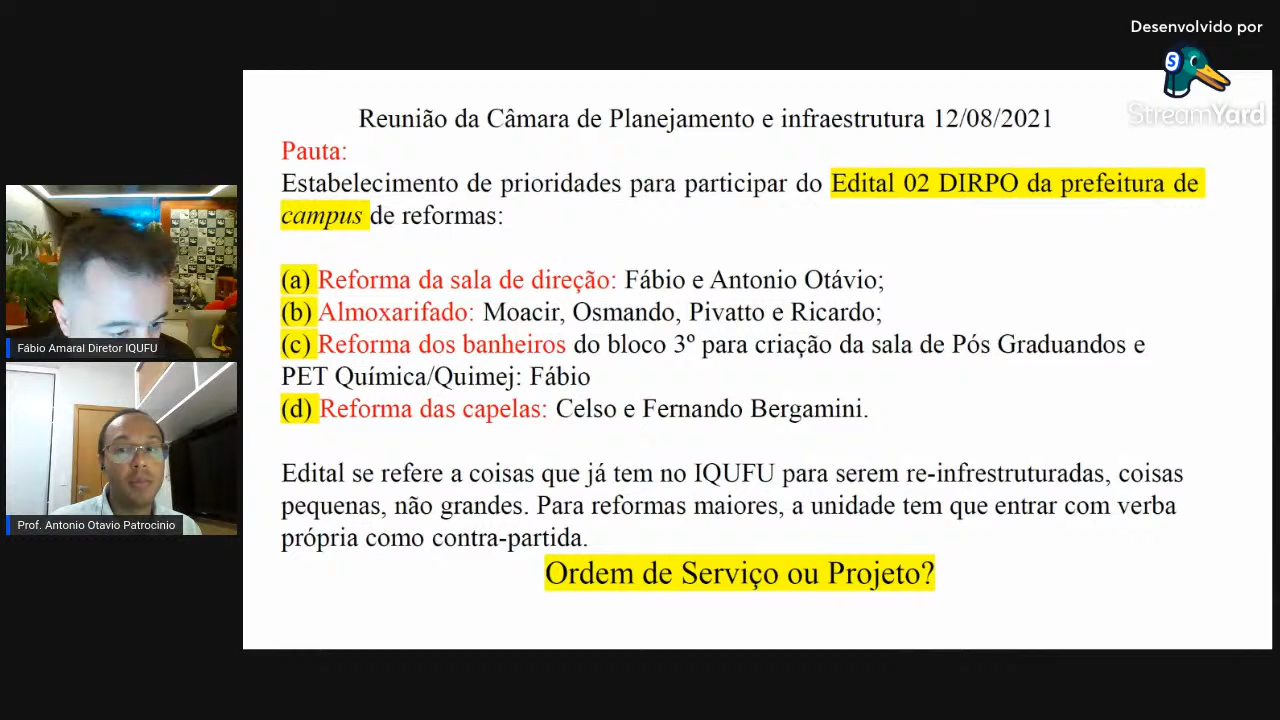 Desenvolvido por
StreamYard
Reunião da Câmara de Planejamento e infraestrutura 12/08/2021
Pauta:
Estabelecimento de prioridades para participar do Edital 02 DIRPO da prefeitura de
campus de reformas:
(a) Reforma da sala de direção: Fábio e Antonio Otávio;
(b) Almoxarifado: Moacir, Osmando, Pivatto e Ricardo;
(c) Reforma dos banheiros do bloco 3º para criação da sala de Pós Graduandos e
PET Química/Quimej: Fábio
(d) Reforma das capelas: Celso e Fernando Bergamini.
Edital se refere a coisas que já tem no IQUFU para serem re-infrestruturadas, coisas
pequenas, não grandes. Para reformas maiores, a unidade tem que entrar com verba
própria como contra-partida.
Ordem de Serviço ou Projeto?
Fábio Amaral Diretor IQUFU
Prof. Antonio Otavio Patrocinio